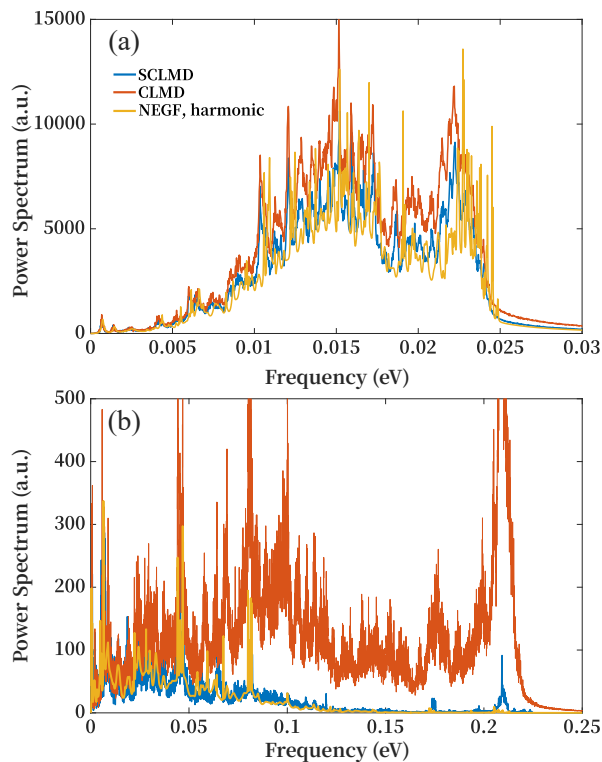 (a)
SCLMD
CLMD
NEGF, harmonic
Power Spectrum (a.u.)
15000
10000
5000
0
0 0.005 0.01 0.015 0.02 0.025 0.03
Frequency (eV)
(b)
Power Spectrum (a.u.)
500
400
300
200
100
0
0 0.05 0.1 0.15 0.2 0.25
Frequency (eV)